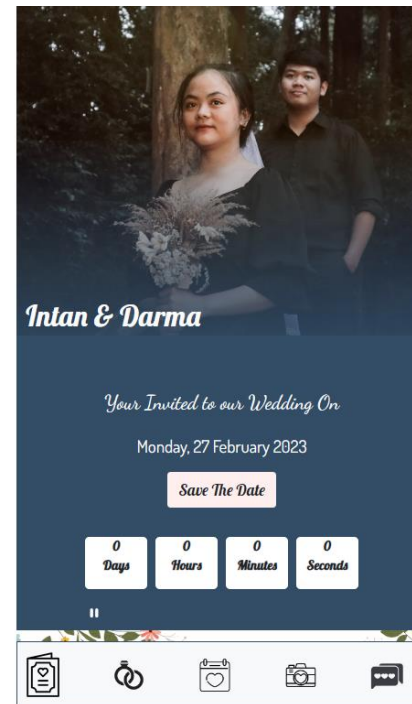 Intan & Darma
Your Invited to our Wedding On
Monday, 27 February 2023
Save The Date
0 0 0 0
Days Hours Minutes Seconds